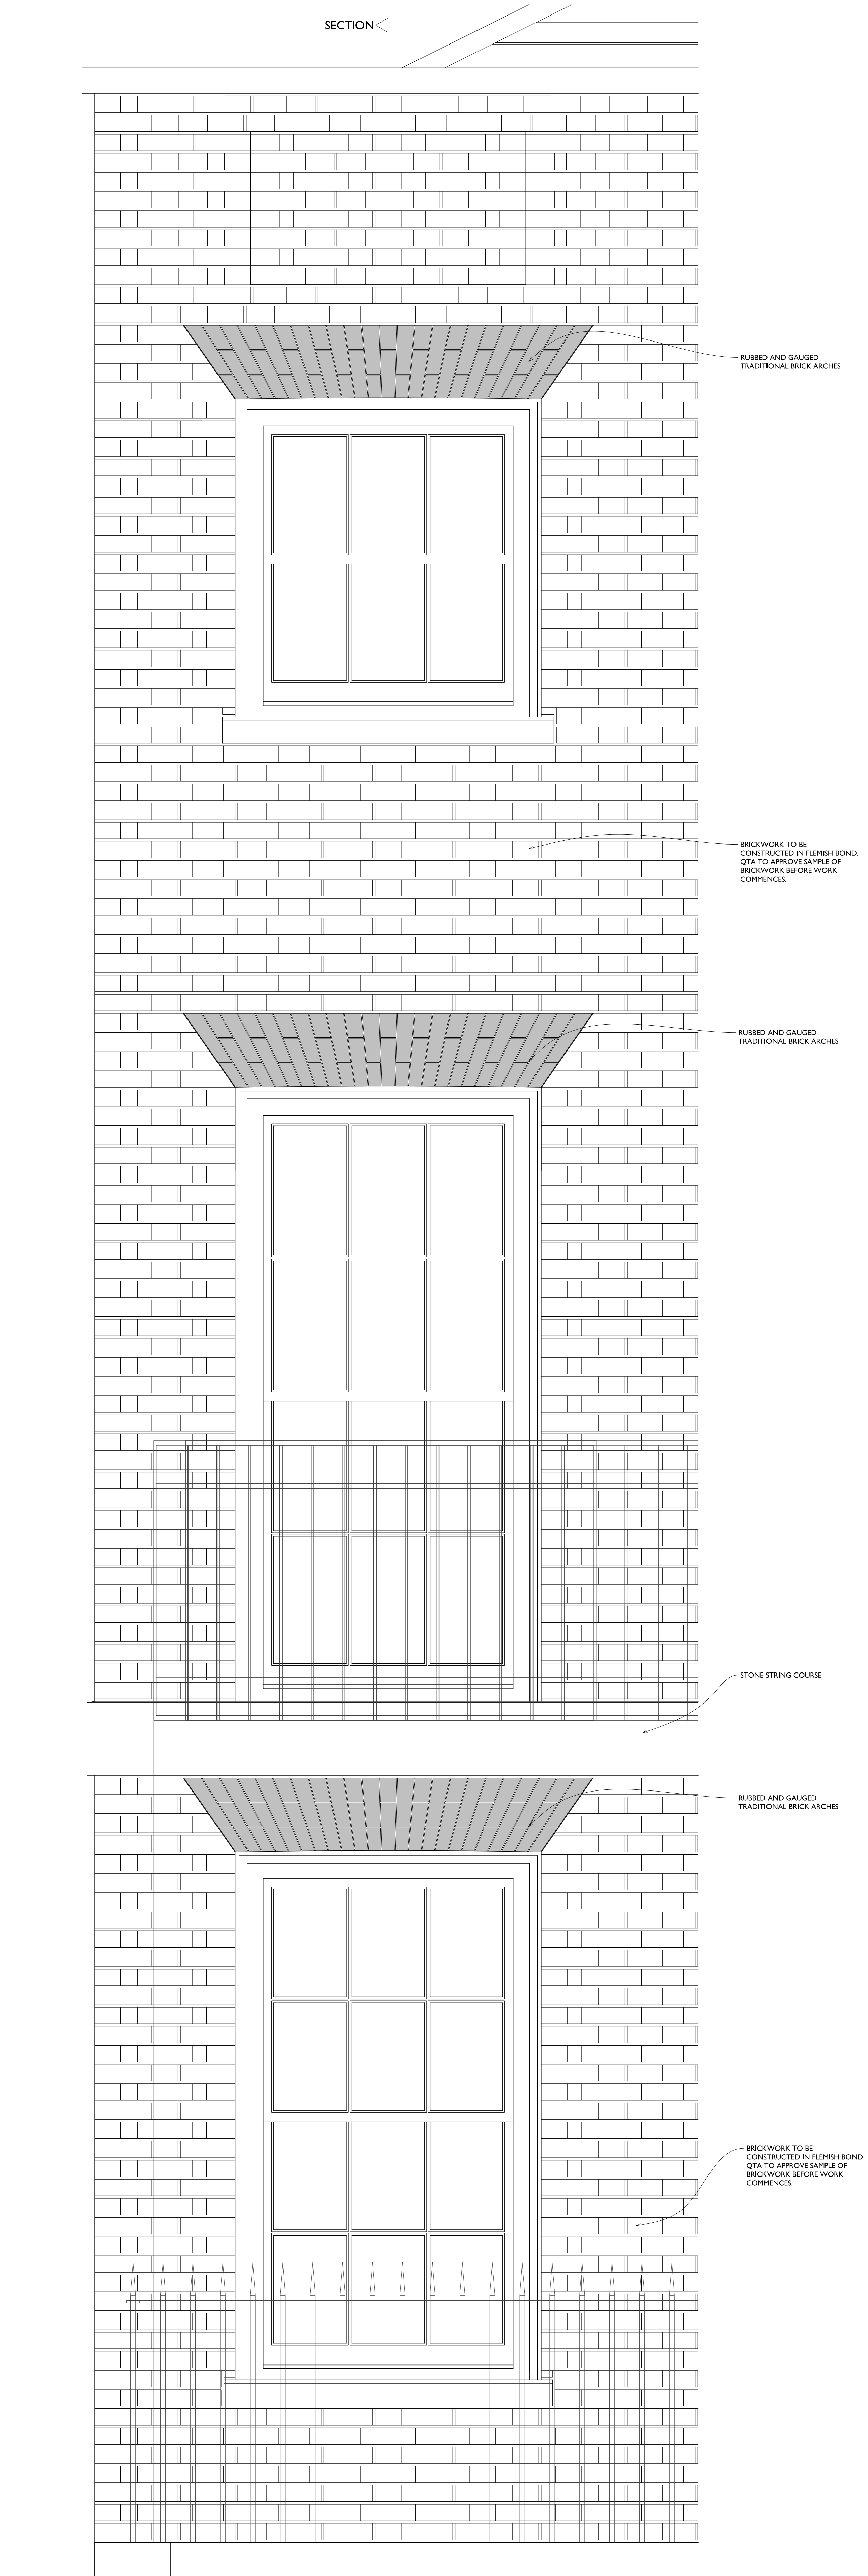 SECTION
RUBBED AND GAUGED
TRADITIONAL BRICK ARCHES
BRICKWORK TO BE
CONSTRUCTED IN FLEMISH BOND.
QTA TO APPROVE SAMPLE OF
BRICKWORK BEFORE WORK
COMMENCES.
RUBBED AND GAUGED
TRADITIONAL BRICK ARCHES
STONE STRING COURSE
RUBBED AND GAUGED
TRADITIONAL BRICK ARCHES
BRICKWORK TO BE
CONSTRUCTED IN FLEMISH BOND.
QTA TO APPROVE SAMPLE OF
BRICKWORK BEFORE WORK
COMMENCES.